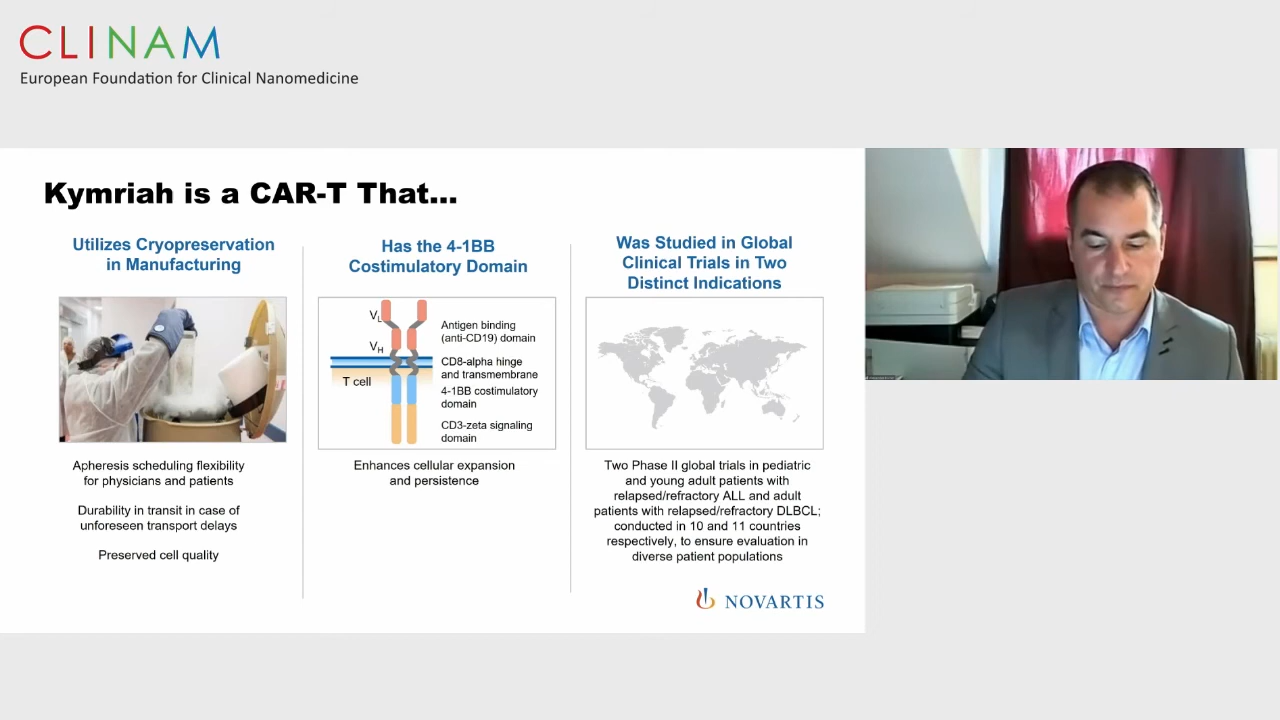 CLINAM
European Foundation for Clinical Nanomedicine
Kymriah is a CAR-T That...
Utilizes Cryopreservation
in Manufacturing
Apheresis scheduling flexibility
for physicians and patients
Durability in transit in case of
unforeseen transport delays
Preserved cell quality
Has the 4-1BB
Costimulatory Domain
VL
VH
T cell
Antigen binding
(anti-CD19) domain
CD8-alpha hinge
and transmembrane
4-1BB costimulatory
domain
CD3-zeta signaling
domain
Enhances cellular expansion
and persistence
Was Studied in Global
Clinical Trials in Two
Distinct Indications
Two Phase II global trials in pediatric
and young adult patients with
relapsed/refractory ALL and adult
patients with relapsed/refractory DLBCL;
conducted in 10 and 11 countries
respectively, to ensure evaluation in
diverse patient populations
NOVARTIS